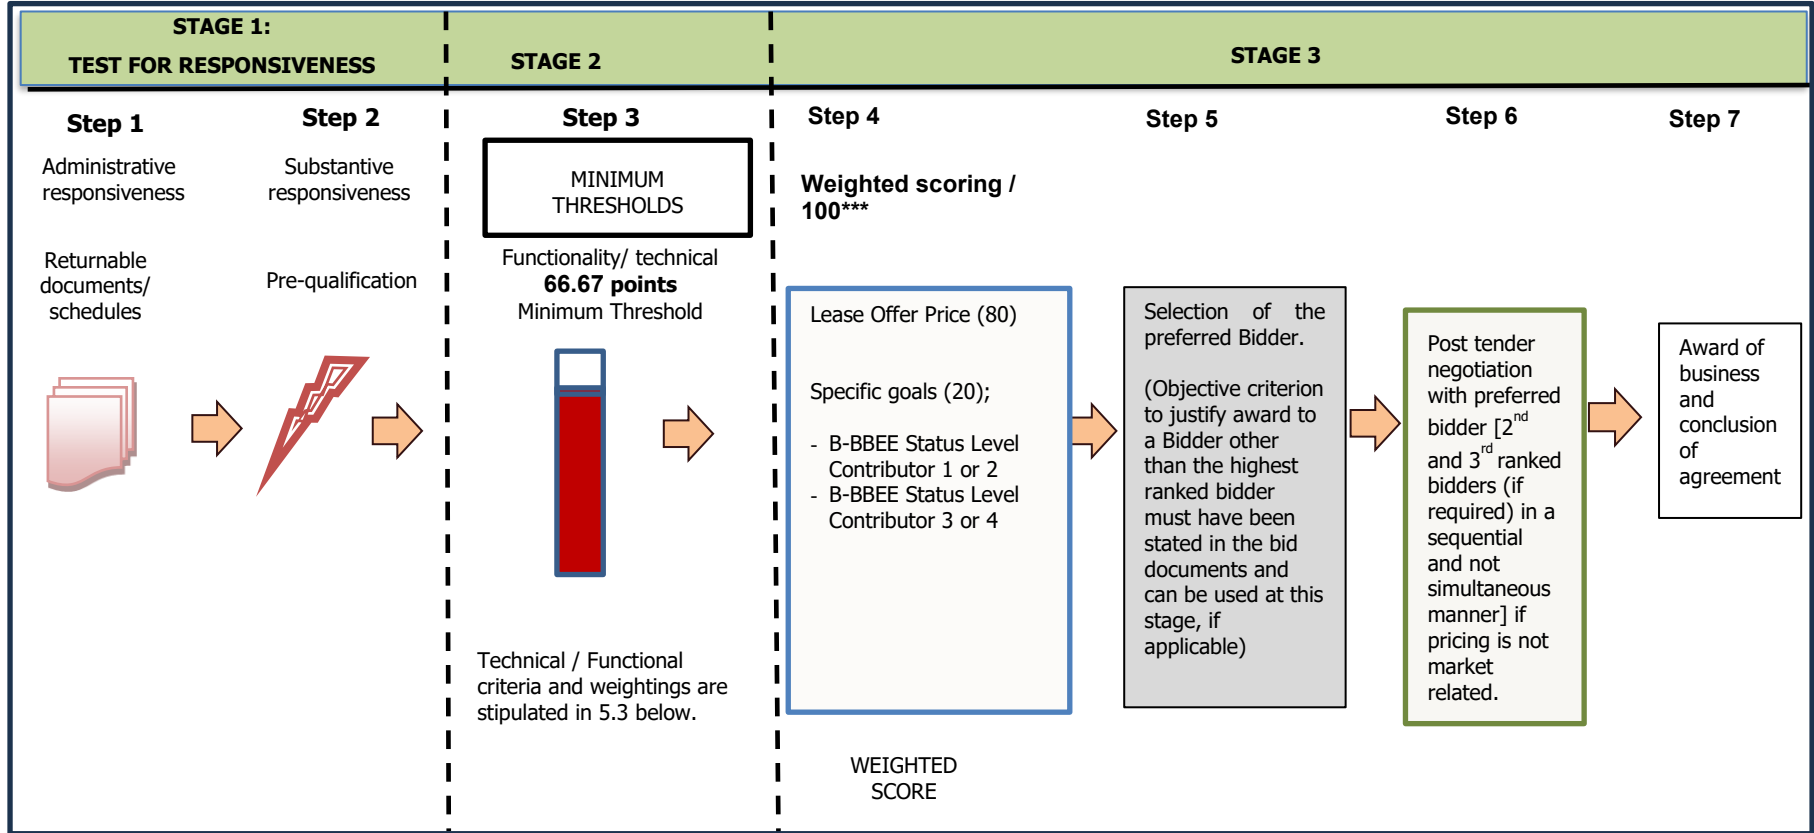 STAGE 1:
TEST FOR RESPONSIVENESS
STAGE 2
STAGE 3
Step 1
Administrative
responsiveness
Returnable
documents/
schedules
Step 2
Substantive
responsiveness
Pre-qualification
Step 3
MINIMUM
THRESHOLDS
Functionality/ technical
66.67 points
Minimum Threshold
Technical / Functional
criteria and weightings are
stipulated in 5.3 below.
Step 4
Weighted scoring /
100***
Lease Offer Price (80)
Specific goals (20);
- B-BBEE Status Level
Contributor 1 or 2
- B-BBEE Status Level
Contributor 3 or 4
WEIGHTED
SCORE
Step 5
Selection of the
preferred Bidder.
(Objective criterion
to justify award to
a Bidder other
than the highest
ranked bidder
must have been
stated in the bid
documents and
can be used at this
stage, if
applicable)
Step 6
Post tender
negotiation
with preferred
bidder [2nd
and 3rd ranked
bidders (if
required) in a
sequential
and not
simultaneous
manner] if
pricing is not
market
related.
Step 7
Award of
business
and
conclusion
of
agreement